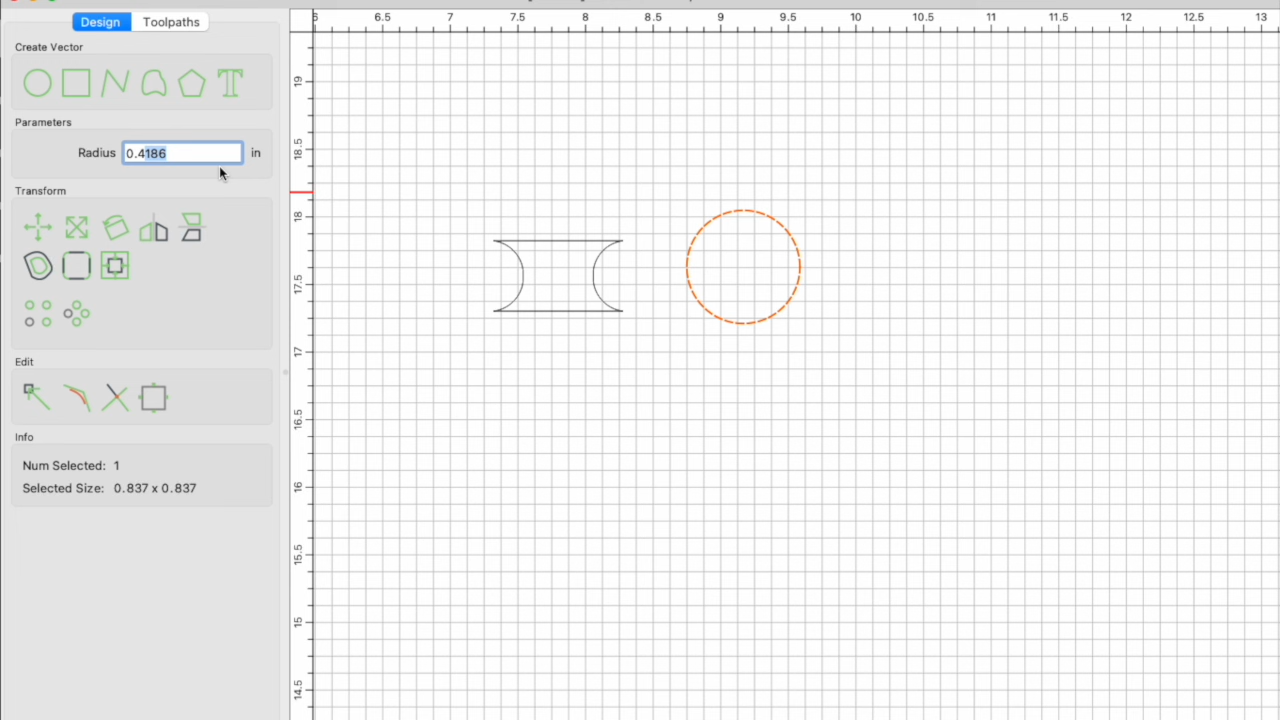 Design Toolpaths
6 6.5 7 7.5 8 8.5 9 9.5 10 10.5 11 11.5 12 12.5 13
Create Vector
T
Parameters
Radius 0.4186 in
Transform
Edit
Info
Num Selected: 1
Selected Size: 0.837 x 0.837
19
18.5
18
17.5
17
16.5
16
15.5
15
14.5